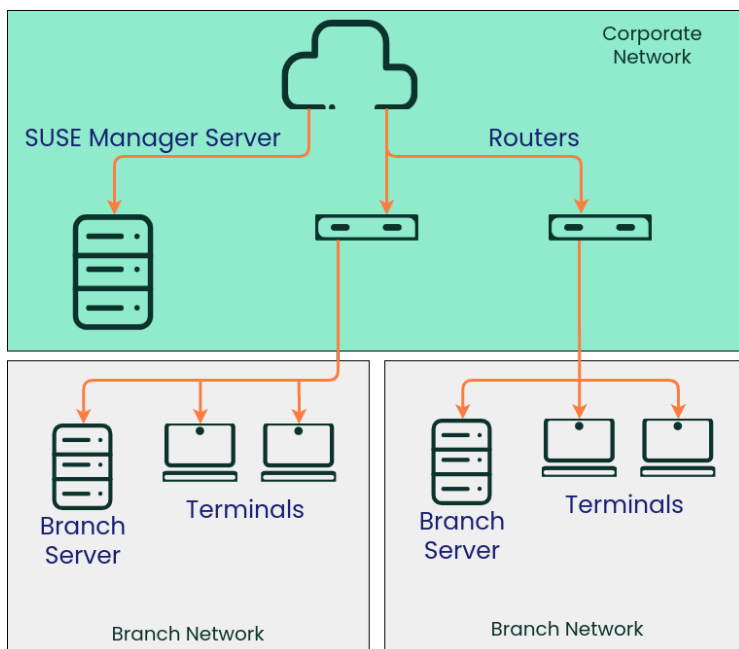 Corporate
Network
SUSE Manager Server
Routers
Branch
Server
Terminals
Branch Network
Branch
Server
Terminals
Branch Network